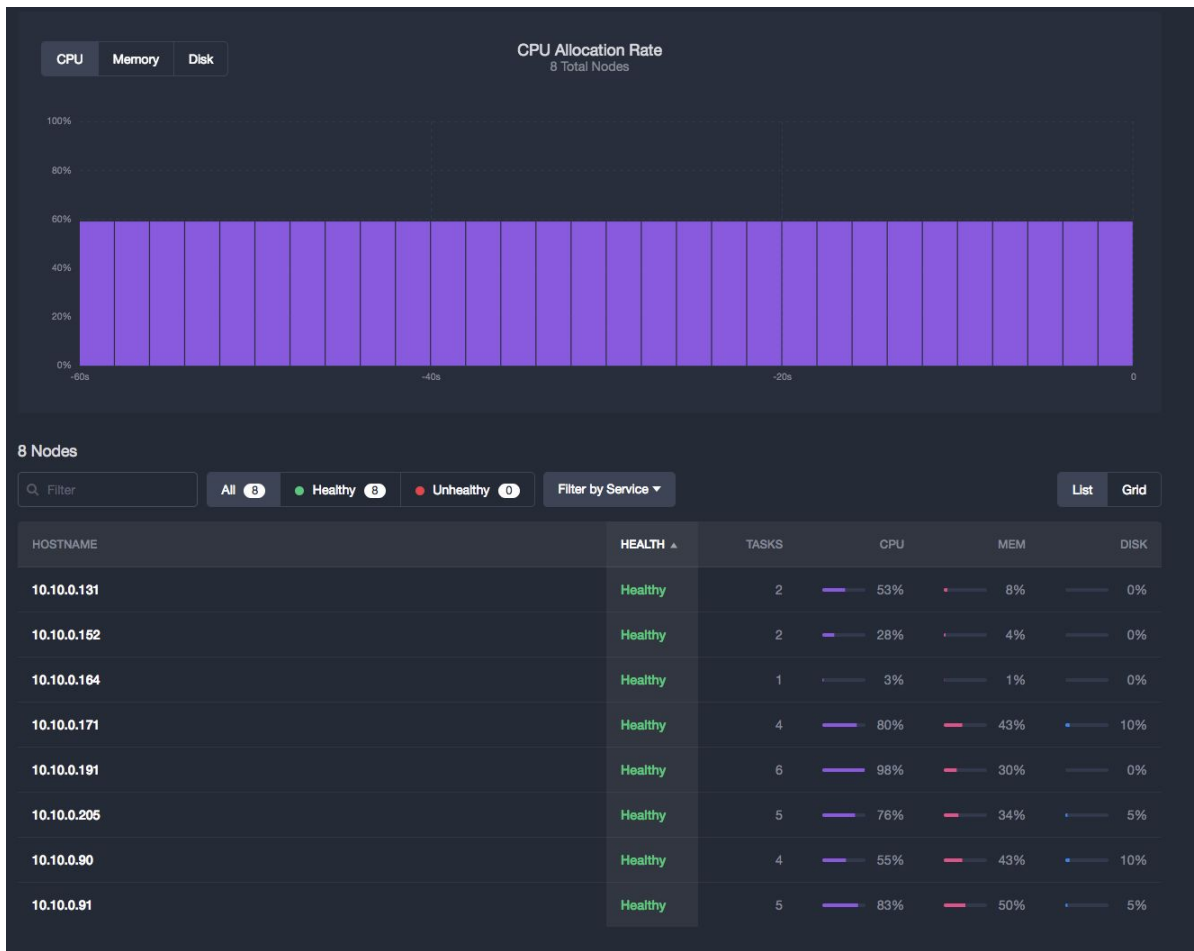 CPU Memory Disk
CPU Allocation Rate
8 Total Nodes
100%
80%
60%
40%
20%
0%
-60s -40s -20s 0
8 Nodes
Filter All 8 Healthy 8 Unhealthy 0 Filter by Service List Grid
HOSTNAME HEALTH TASKS CPU MEM DISK
10.10.0.131 Healthy 2 53% 8% 0%
10.10.0.152 Healthy 2 28% 4% 0%
10.10.0.164 Healthy 1 3% 1% 0%
10.10.0.171 Healthy 4 80% 43% 10%
10.10.0.191 Healthy 6 98% 30% 0%
10.10.0.205 Healthy 5 76% 34% 5%
10.10.0.90 Healthy 4 55% 43% 10%
10.10.0.91 Healthy 5 83% 50% 5%